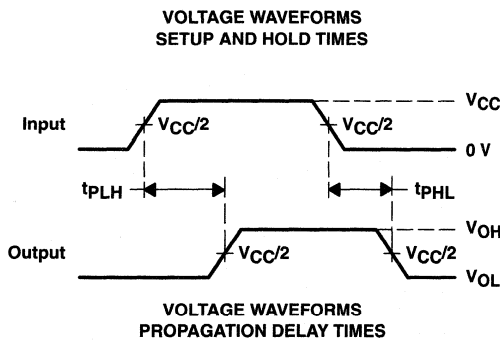 VOLTAGE WAVEFORMS
SETUP AND HOLD TIMES
VCC
Input
VCC/2
VCC/2
0 V
tPLH
tPHL
VOH
Output
VCC/2
VCC/2
VOL
VOLTAGE WAVEFORMS
PROPAGATION DELAY TIMES